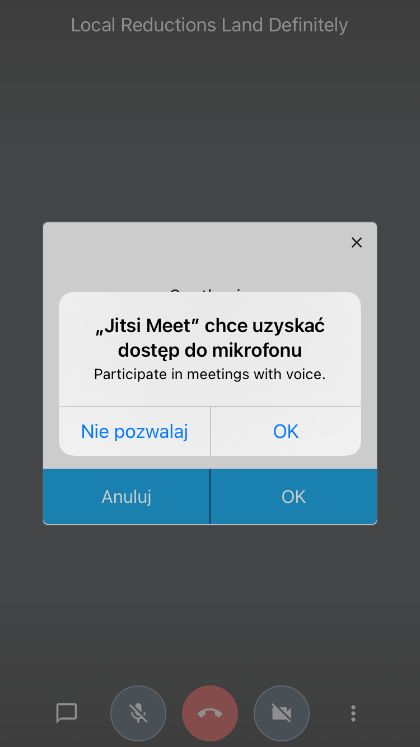 Local Reductions Land Definitely
„Jitsi Meet” chce uzyskać
dostęp do mikrofonu
Participate in meetings with voice.
Nie pozwalaj
OK
Anuluj
OK